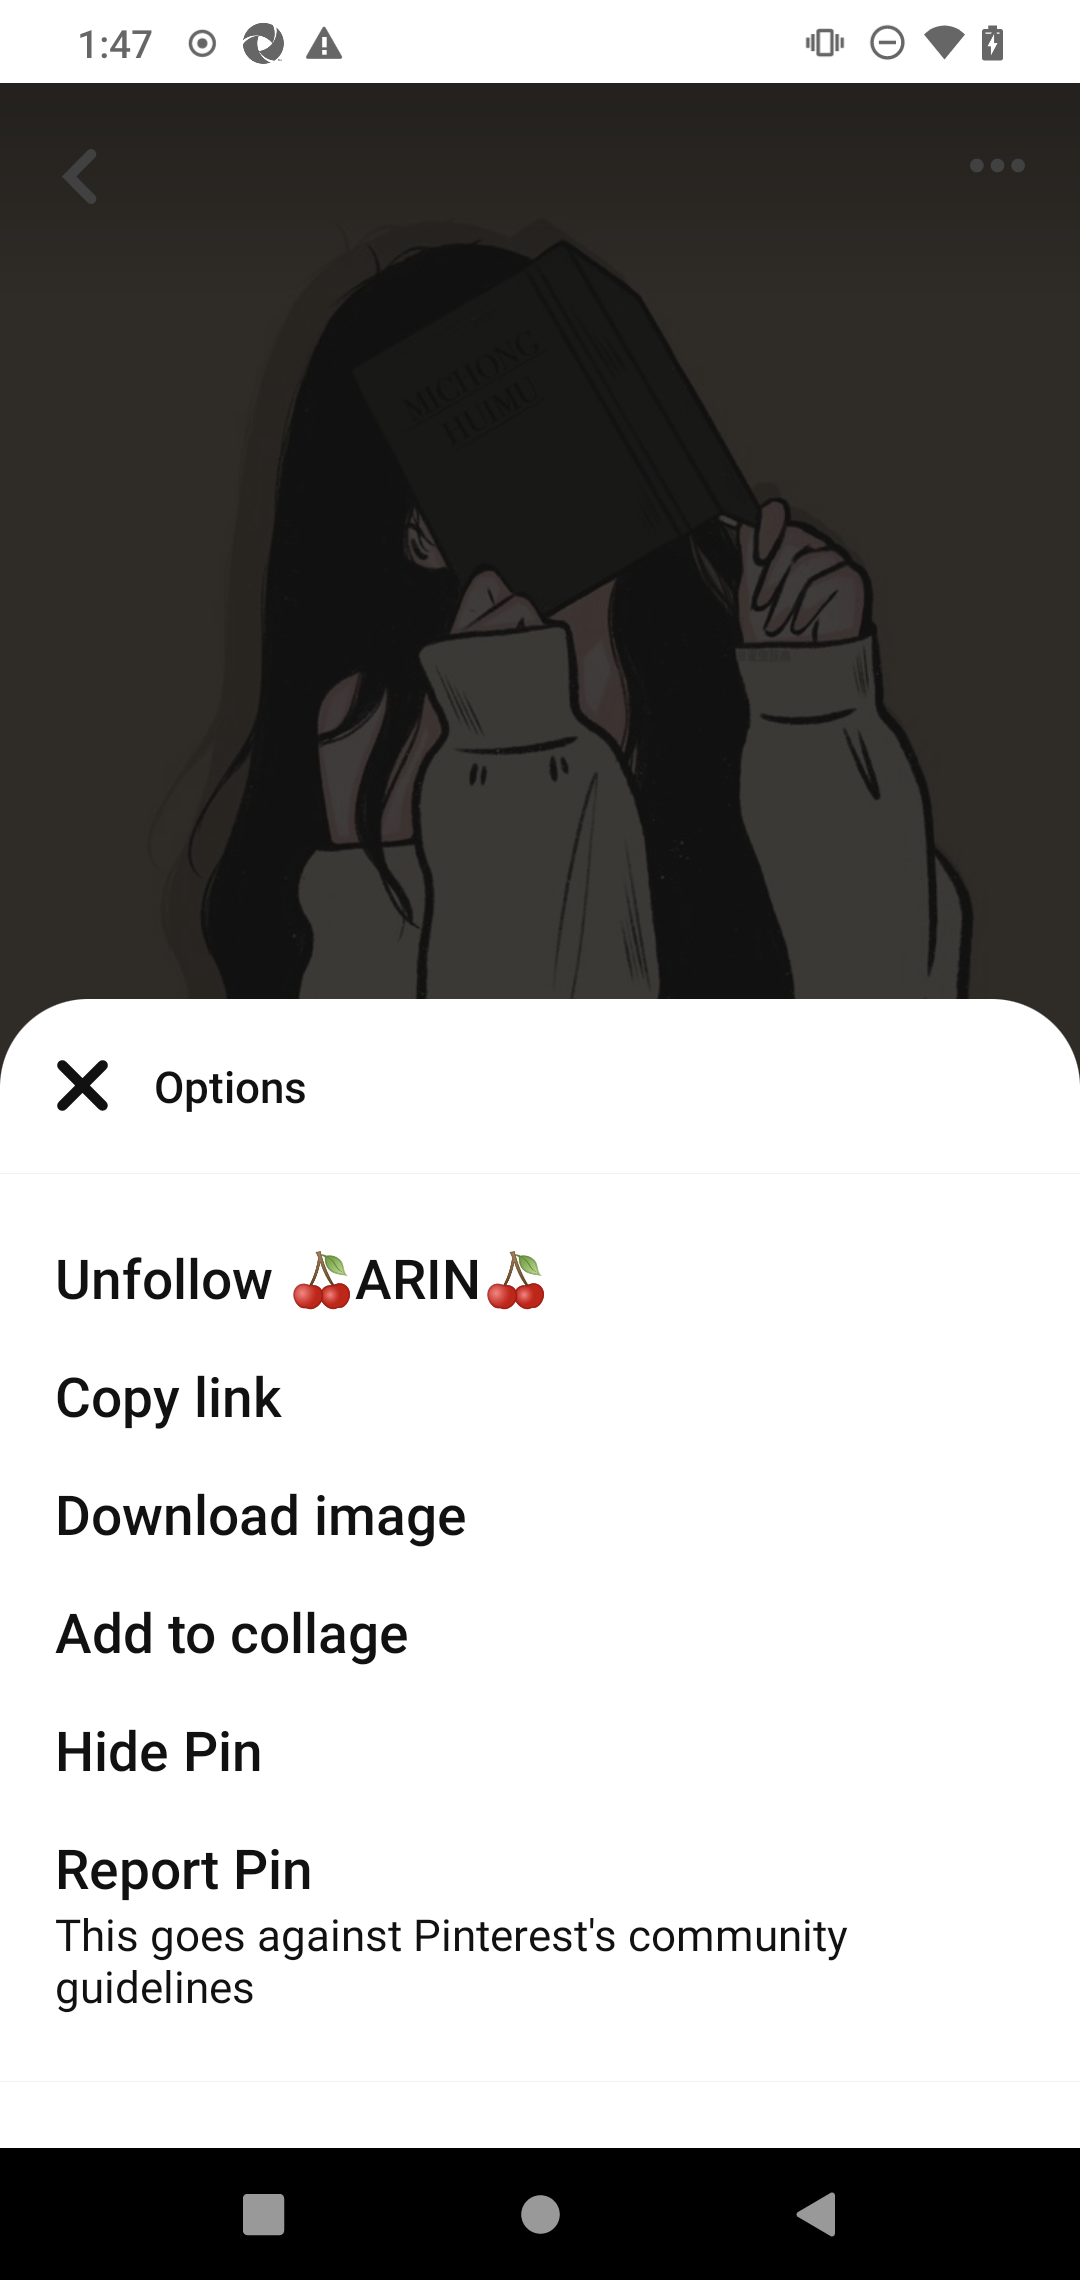 1:47
MICHONG
HUIMU
Options
Unfollow 🍒ARIN🍒
Copy link
Download image
Add to collage
Hide Pin
Report Pin
This goes against Pinterest's community
guidelines